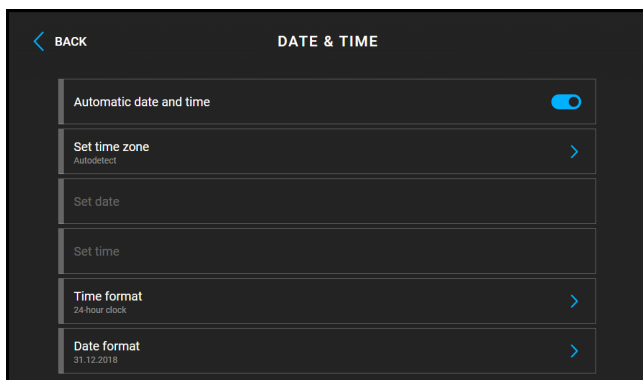 BACK
DATE & TIME
Automatic date and time
Set time zone
Autodetect
Set date
Set time
Time format
24-hour clock
Date format
31.12.2018